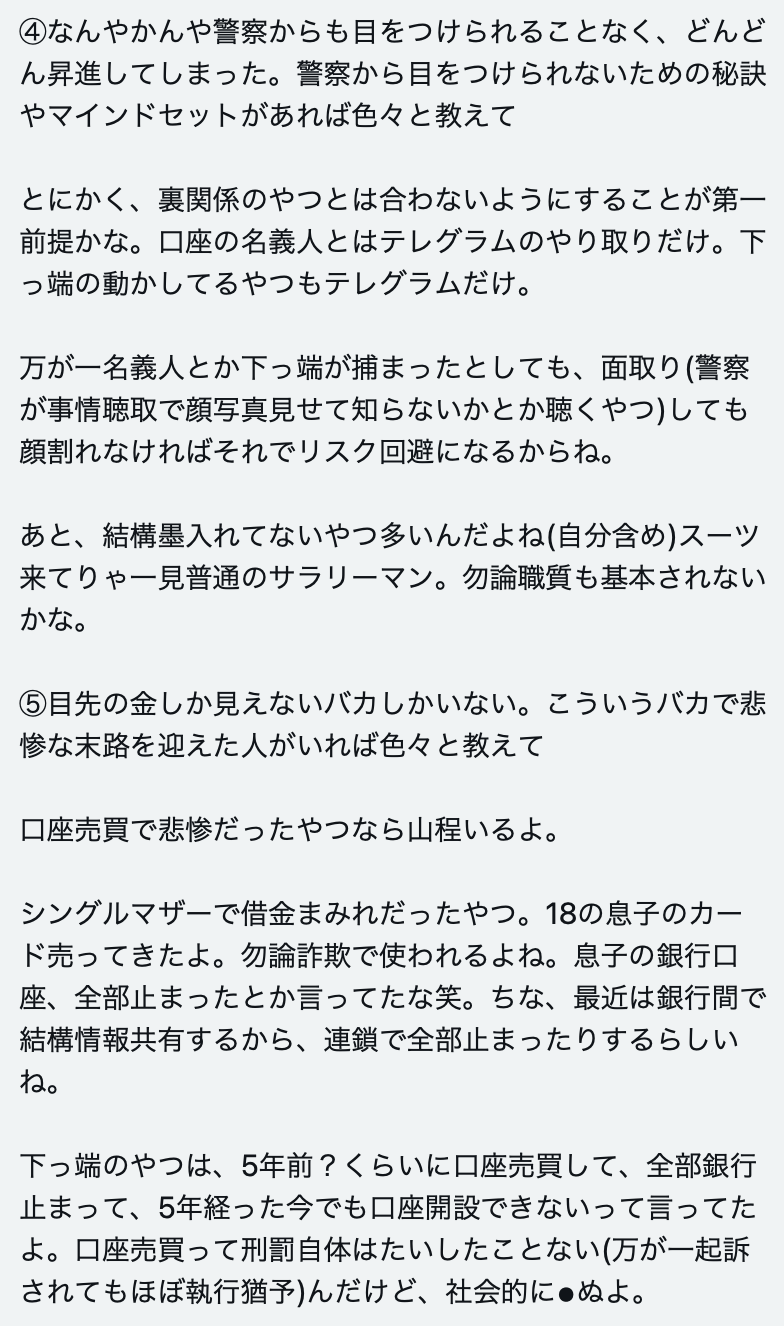 ④なんやかんや警察からも目をつけられることなく、どんど
ん昇進してしまった。警察から目をつけられないための秘訣
やマインドセットがあれば色々と教えて
とにかく、裏関係のやつとは合わないようにすることが第一
前提かな。口座の名義人とはテレグラムのやり取りだけ。下
っ端の動かしてるやつもテレグラムだけ。
万が一名義人とか下っ端が捕まったとしても、面取り(警察
が事情聴取で顔写真見せて知らないかとか聴くやつ)しても
顔割れなければそれでリスク回避になるからね。
あと、結構墨入れてないやつ多いんだよね(自分含め)スーツ
来てりゃ一見普通のサラリーマン。勿論職質も基本されない
かな。
⑤目先の金しか見えないバカしかいない。こういうバカで悲
惨な末路を迎えた人がいれば色々と教えて
口座売買で悲惨だったやつなら山程いるよ。
シングルマザーで借金まみれだったやつ。18の息子のカー
ド売ってきたよ。勿論詐欺で使われるよね。息子の銀行口
座、全部止まったとか言ってたな笑。ちな、最近は銀行間で
結構情報共有するから、連鎖で全部止まったりするらしい
ね。
下っ端のやつは、5年前？くらいに口座売買して、全部銀行
止まって、5年経った今でも口座開設できないって言ってた
よ。口座売買って刑罰自体はたいしたことない(万が一起訴
されてもほぼ執行猶予)んだけど、社会的に●ぬよ。